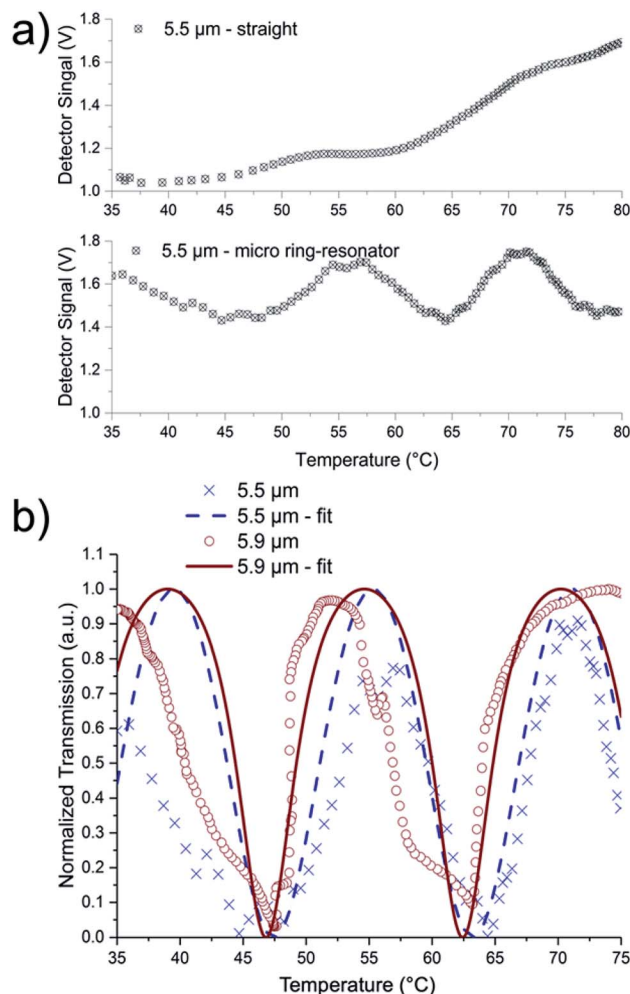 a)
5.5 µm - straight
Detector Singal (V)
1.8
1.6
1.4
1.2
1.0
35 40 45 50 55 60 65 70 75 80
5.5 µm - micro ring-resonator
Detector Signal (V)
1.8
1.6
1.4
1.2
1.0
35 40 45 50 55 60 65 70 75 80
Temperature (°C)
b)
5.5 µm
5.5 µm - fit
5.9 µm
5.9 µm - fit
Normalized Transmission (a.u.)
1.1
1.0
0.9
0.8
0.7
0.6
0.5
0.4
0.3
0.2
0.1
0.0
35 40 45 50 55 60 65 70 75
Temperature (°C)